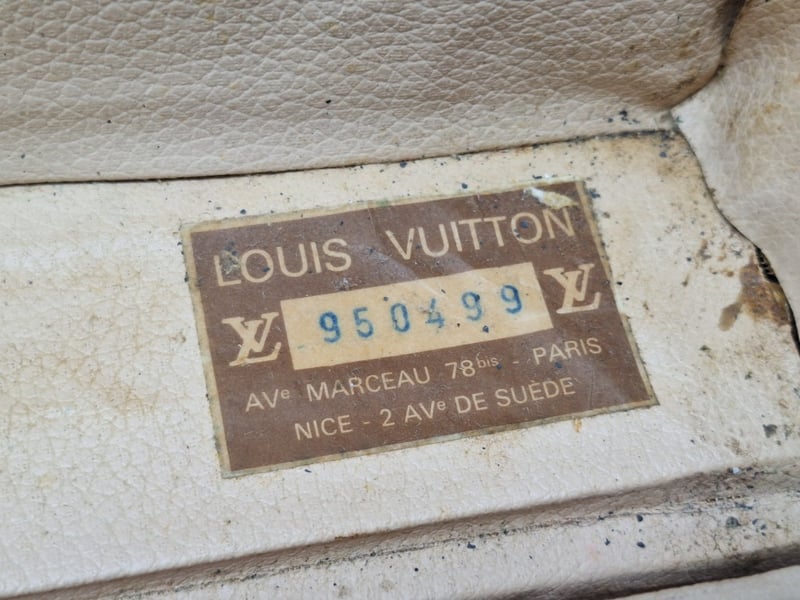 LOUIS VUITTON
LV 950499 LV
AVe MARCEAU 78bis - PARIS
NICE - 2 AVe DE SUÈDE